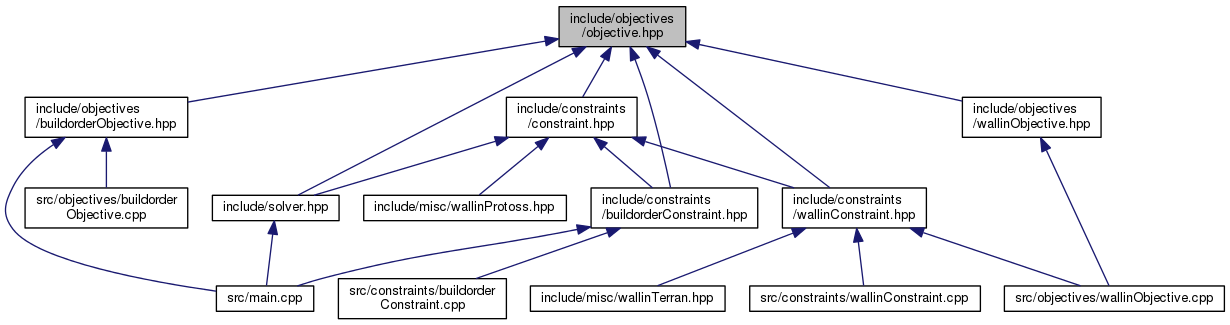 include/objectives
/objective.hpp
include/objectives
/buildorderObjective.hpp
include/constraints
/constraint.hpp
include/objectives
/wallinObjective.hpp
src/objectives/buildorder
Objective.cpp
include/solver.hpp
include/misc/wallinProtoss.hpp
include/constraints
/buildorderConstraint.hpp
include/constraints
/wallinConstraint.hpp
src/main.cpp
src/constraints/buildorder
Constraint.cpp
include/misc/wallinTerran.hpp
src/constraints/wallinConstraint.cpp
src/objectives/wallinObjective.cpp